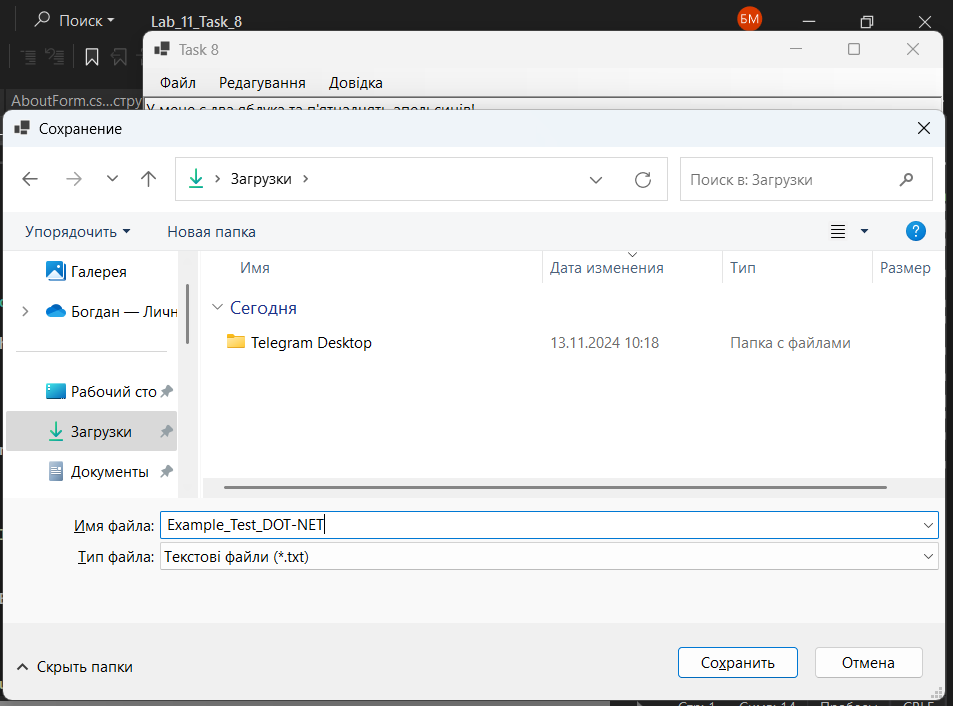 Поиск
Lab_11_Task_8
БМ
Task 8
Файл Редагування Довідка
AboutForm.cs...стру
У мене є два яблука та п'ятнадцять апельсинів!
Сохранение
Загрузки
Поиск в: Загрузки
Упорядочить Новая папка
?
Имя Дата изменения Тип Размер
Галерея
Богдан — Личн
Рабочий сто
Загрузки
Документы
Сегодня
Telegram Desktop 13.11.2024 10:18 Папка с файлами
Имя файла: Example_Test_DOT-NET
Тип файла: Текстові файли (*.txt)
Скрыть папки
Сохранить Отмена